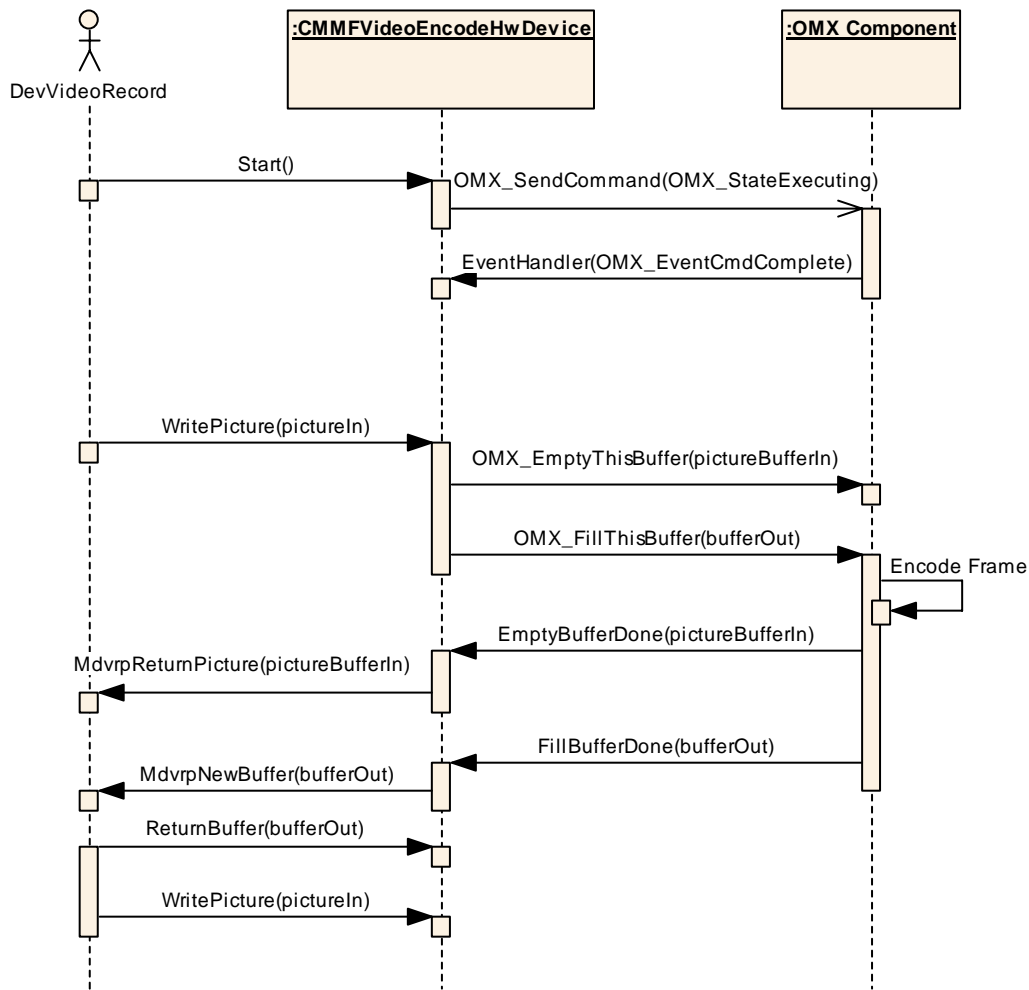 :CMMFVideoEncodeHwDevice
:OMX Component
DevVideoRecord
Start()
OMX_SendCommand(OMX_StateExecuting)
EventHandler(OMX_EventCmdComplete)
WritePicture(pictureIn)
OMX_EmptyThisBuffer(pictureBufferIn)
OMX_FillThisBuffer(bufferOut)
Encode Frame
EmptyBufferDone(pictureBufferIn)
MdvrpReturnPicture(pictureBufferIn)
FillBufferDone(bufferOut)
MdvrpNewBuffer(bufferOut)
ReturnBuffer(bufferOut)
WritePicture(pictureIn)